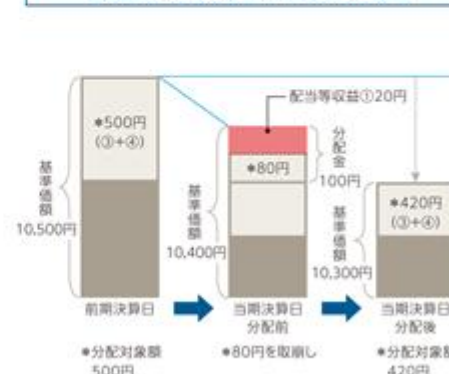 配当等収益①20円
*500円
(③+④)
分配金
100円
*80円
*420円
(③+④)
基準価額
10,500円
基準価額
10,400円
基準価額
10,300円
前期決算日
当期決算日
分配前
当期決算日
分配後
*分配対象額
500円
*80円を取崩し
*分配対象額
420円